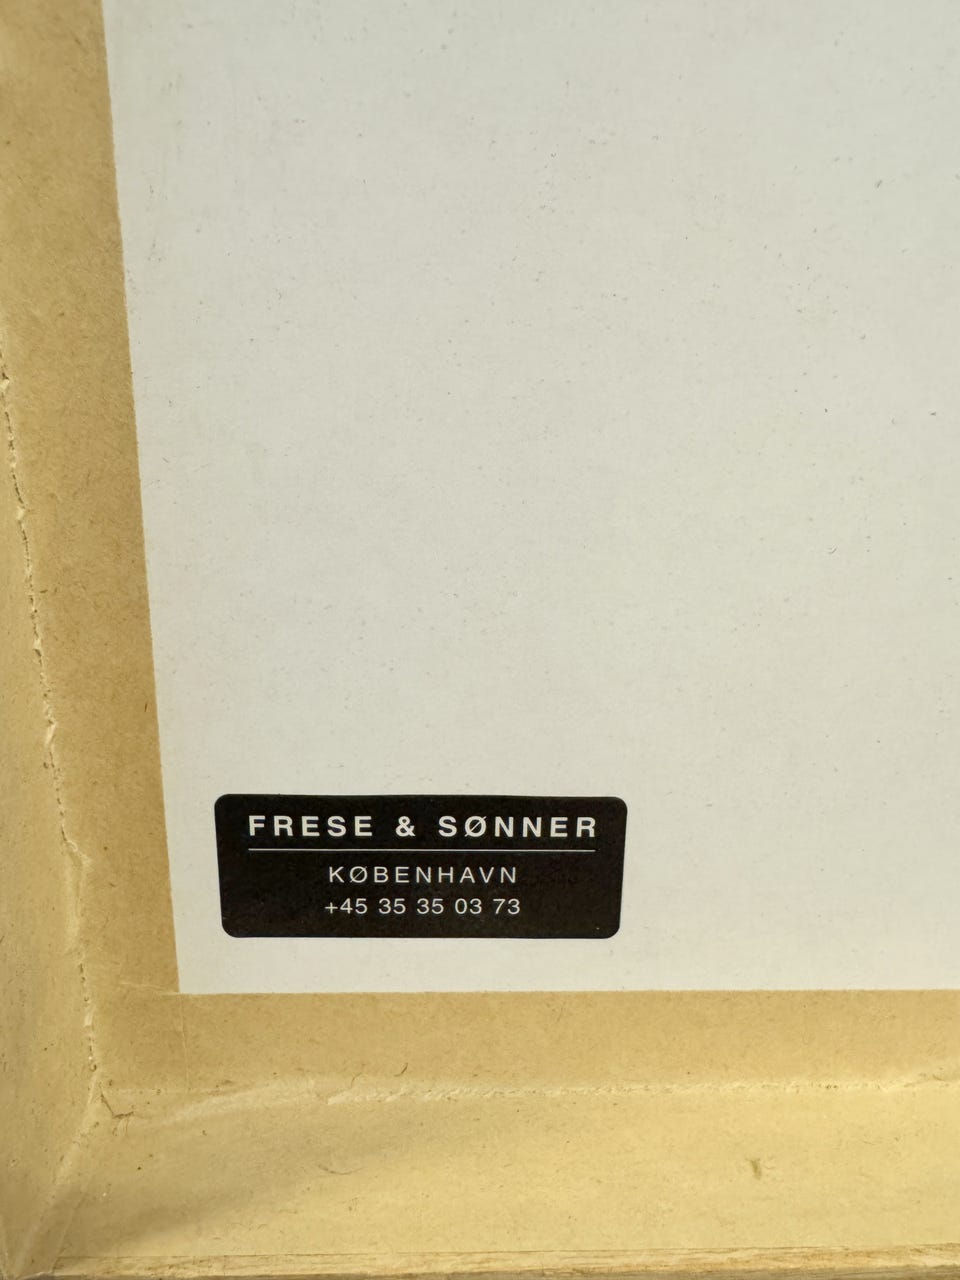 FRESE & SØNNER
KØBENHAVN
+45 35 35 03 73